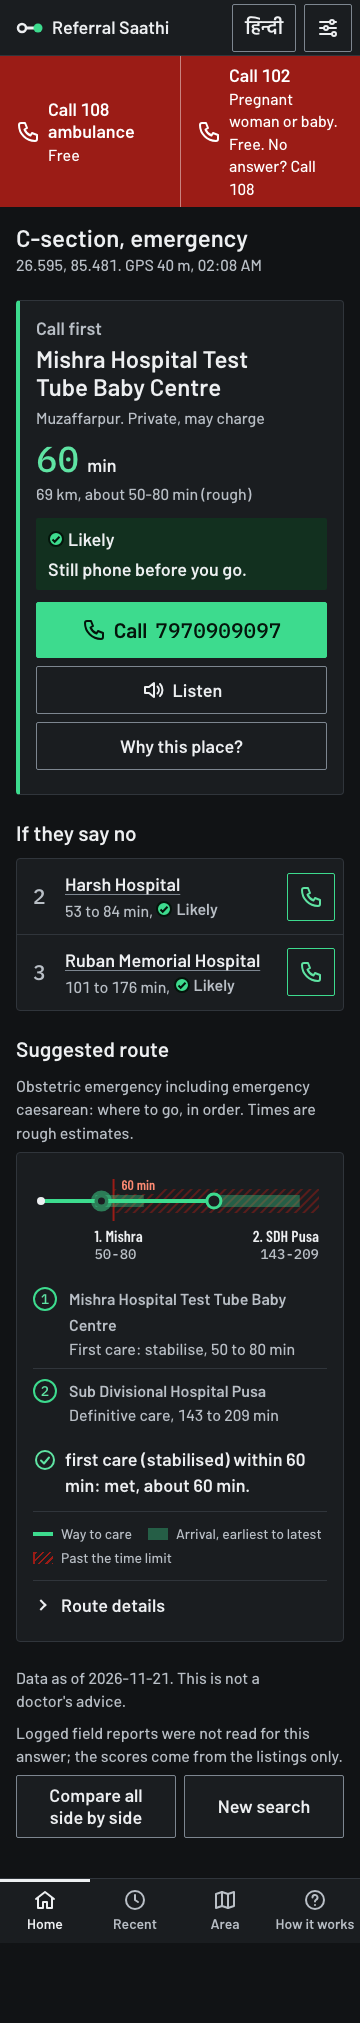 Referral Saathi
हिन्दी
Call 108
ambulance
Free
Call 102
Pregnant
woman or baby.
Free. No
answer? Call
108
C-section, emergency
26.595, 85.481. GPS 40 m, 02:08 AM
Call first
Mishra Hospital Test
Tube Baby Centre
Muzaffarpur. Private, may charge
60 min
69 km, about 50-80 min (rough)
Likely
Still phone before you go.
Call 7970909097
Listen
Why this place?
If they say no
2
Harsh Hospital
53 to 84 min, Likely
3
Ruban Memorial Hospital
101 to 176 min, Likely
Suggested route
Obstetric emergency including emergency
caesarean: where to go, in order. Times are
rough estimates.
60 min
1. Mishra
50-80
2. SDH Pusa
143-209
1
Mishra Hospital Test Tube Baby
Centre
First care: stabilise, 50 to 80 min
2
Sub Divisional Hospital Pusa
Definitive care, 143 to 209 min
first care (stabilised) within 60
min: met, about 60 min.
Way to care
Arrival, earliest to latest
Past the time limit
Route details
Data as of 2026-11-21. This is not a
doctor's advice.
Logged field reports were not read for this
answer; the scores come from the listings only.
Compare all
side by side
New search
Home
Recent
Area
How it works